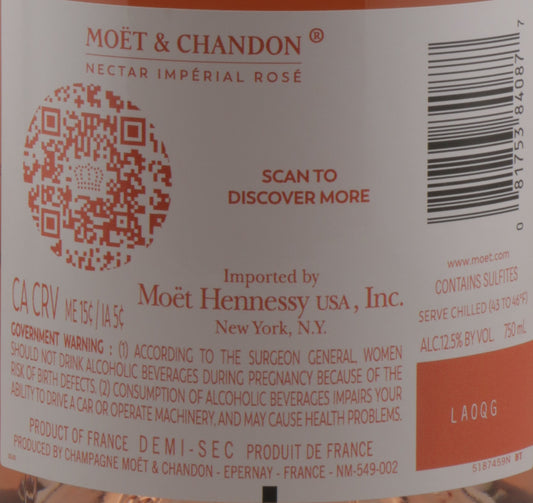 MOËT & CHANDON ®
NECTAR IMPÉRIAL ROSÉ
SCAN TO
DISCOVER MORE
0 81753 84087 7
www.moet.com
CONTAINS SULFITES
SERVE CHILLED (43 TO 46°F)
ALC.12.5% BY VOL. 750 mL
Imported by
Moët Hennessy USA, Inc.
New York, N.Y.
CA CRV ME 15¢ / IA 5¢
GOVERNMENT WARNING : (1) ACCORDING TO THE SURGEON GENERAL, WOMEN
SHOULD NOT DRINK ALCOHOLIC BEVERAGES DURING PREGNANCY BECAUSE OF THE
RISK OF BIRTH DEFECTS. (2) CONSUMPTION OF ALCOHOLIC BEVERAGES IMPAIRS YOUR
ABILITY TO DRIVE A CAR OR OPERATE MACHINERY, AND MAY CAUSE HEALTH PROBLEMS.
LA0QG
PRODUCT OF FRANCE DEMI-SEC PRODUIT DE FRANCE
PRODUCED BY CHAMPAGNE MOËT & CHANDON - EPERNAY - FRANCE - NM-549-002
5187459N BT